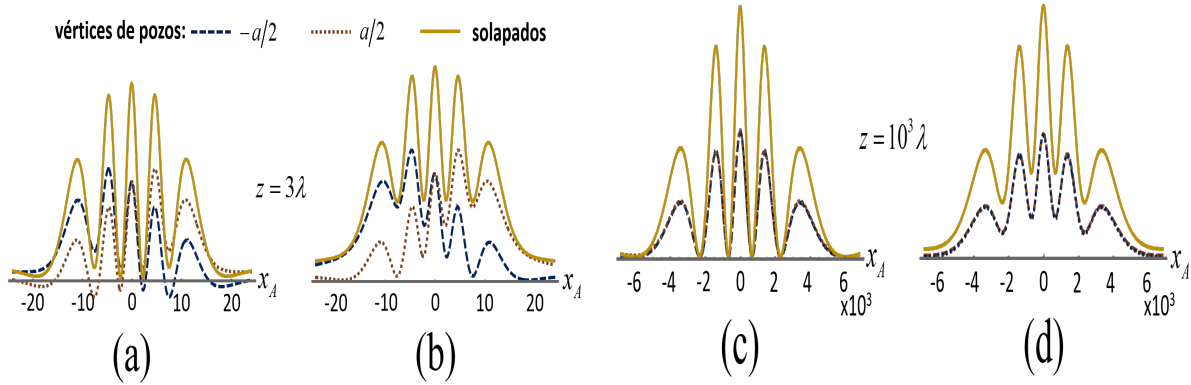 vértices de pozos: −a/2 a/2 solapados
z = 3λ
z = 10³ λ
-20 -10 0 10 20 x_A
-20 -10 0 10 20 x_A
-6 -4 -2 0 2 4 6 x_A
x10³
-6 -4 -2 0 2 4 6 x_A
x10³
(a) (b) (c) (d)